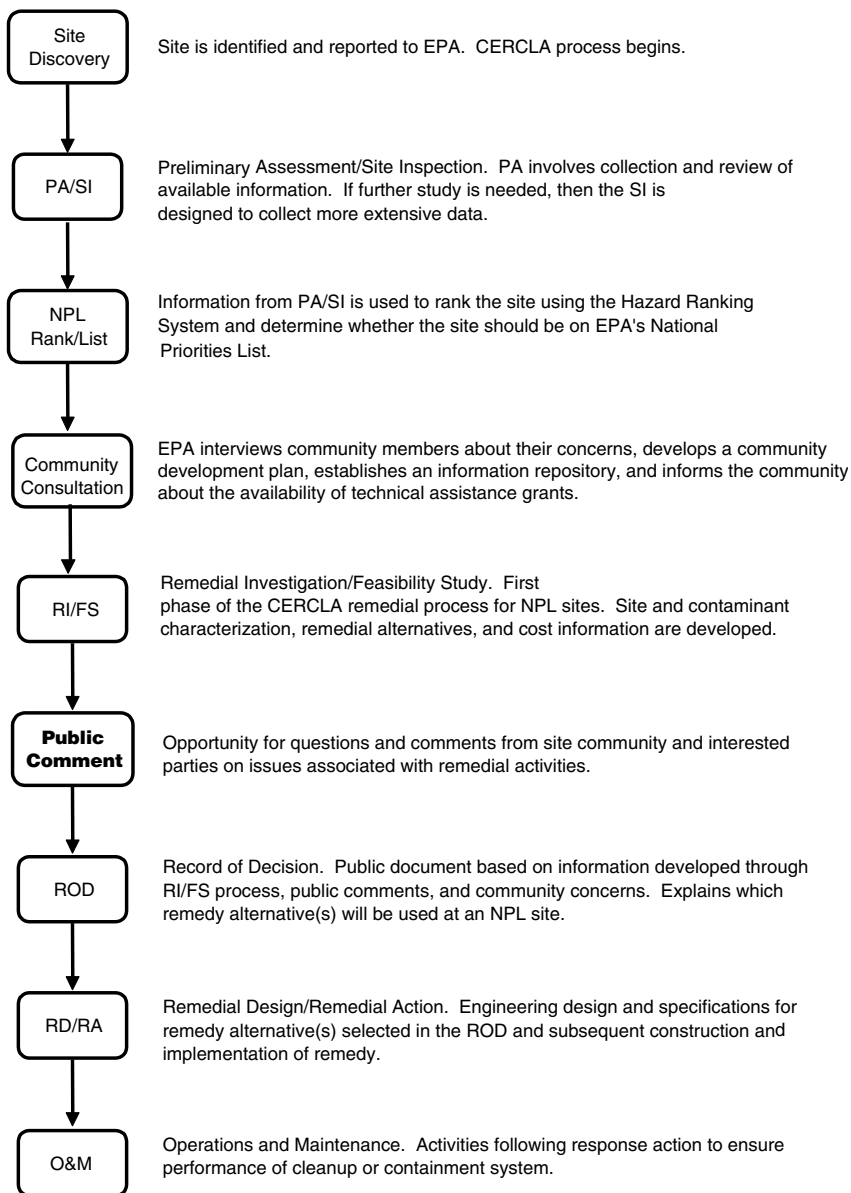 Site
Discovery
Site is identified and reported to EPA. CERCLA process begins.
PA/SI
Preliminary Assessment/Site Inspection. PA involves collection and review of
available information. If further study is needed, then the SI is
designed to collect more extensive data.
NPL
Rank/List
Information from PA/SI is used to rank the site using the Hazard Ranking
System and determine whether the site should be on EPA's National
Priorities List.
Community
Consultation
EPA interviews community members about their concerns, develops a community
development plan, establishes an information repository, and informs the community
about the availability of technical assistance grants.
RI/FS
Remedial Investigation/Feasibility Study. First
phase of the CERCLA remedial process for NPL sites. Site and contaminant
characterization, remedial alternatives, and cost information are developed.
Public
Comment
Opportunity for questions and comments from site community and interested
parties on issues associated with remedial activities.
ROD
Record of Decision. Public document based on information developed through
RI/FS process, public comments, and community concerns. Explains which
remedy alternative(s) will be used at an NPL site.
RD/RA
Remedial Design/Remedial Action. Engineering design and specifications for
remedy alternative(s) selected in the ROD and subsequent construction and
implementation of remedy.
O&M
Operations and Maintenance. Activities following response action to ensure
performance of cleanup or containment system.